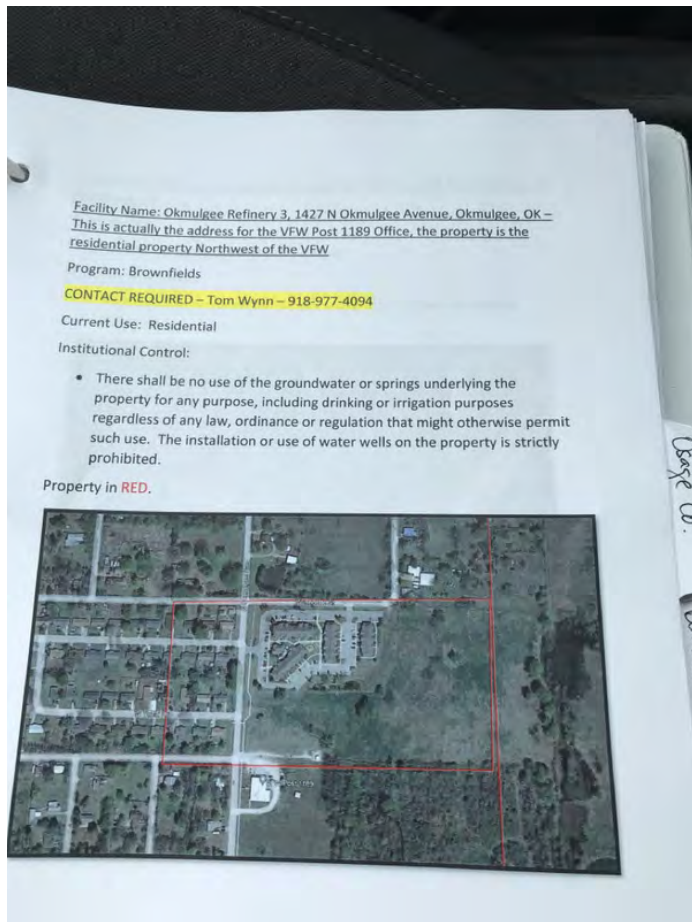 Facility Name: Okmulgee Refinery 3, 1427 N Okmulgee Avenue, Okmulgee, OK –
This is actually the address for the VFW Post 1189 Office, the property is the
residential property Northwest of the VFW
Program: Brownfields
CONTACT REQUIRED – Tom Wynn – 918-977-4094
Current Use: Residential
Institutional Control:
• There shall be no use of the groundwater or springs underlying the
property for any purpose, including drinking or irrigation purposes
regardless of any law, ordinance or regulation that might otherwise permit
such use. The installation or use of water wells on the property is strictly
prohibited.
Property in RED.
Osage Co.